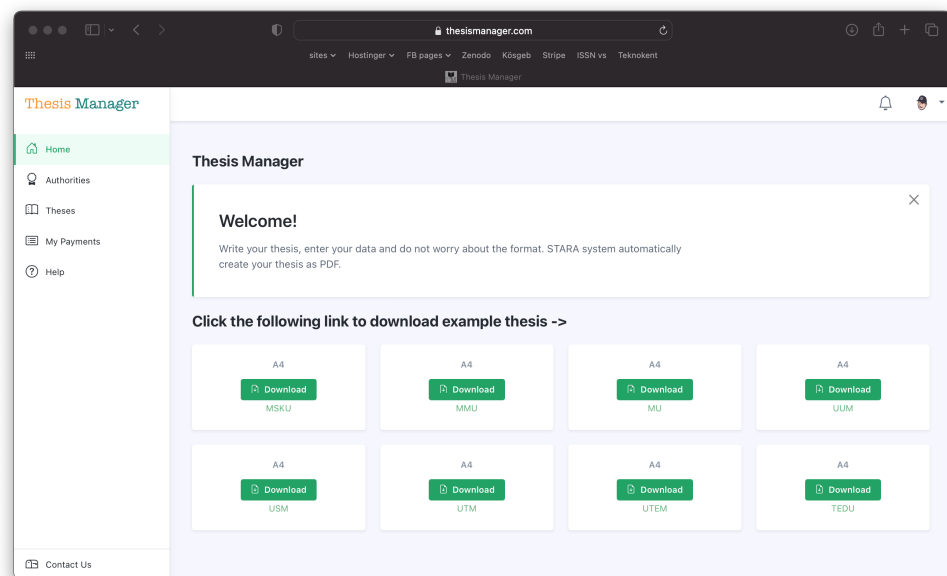 thesismanager.com
sites Hostinger FB pages Zenodo Kösgeb Stripe ISSN vs Teknokent
Thesis Manager
Thesis Manager
Home
Authorities
Theses
My Payments
Help
Contact Us
Thesis Manager
Welcome!
Write your thesis, enter your data and do not worry about the format. STARA system automatically
create your thesis as PDF.
Click the following link to download example thesis ->
A4 A4 A4 A4
Download Download Download Download
MSKU MMU MU UUM
A4 A4 A4 A4
Download Download Download Download
USM UTM UTEM TEDU